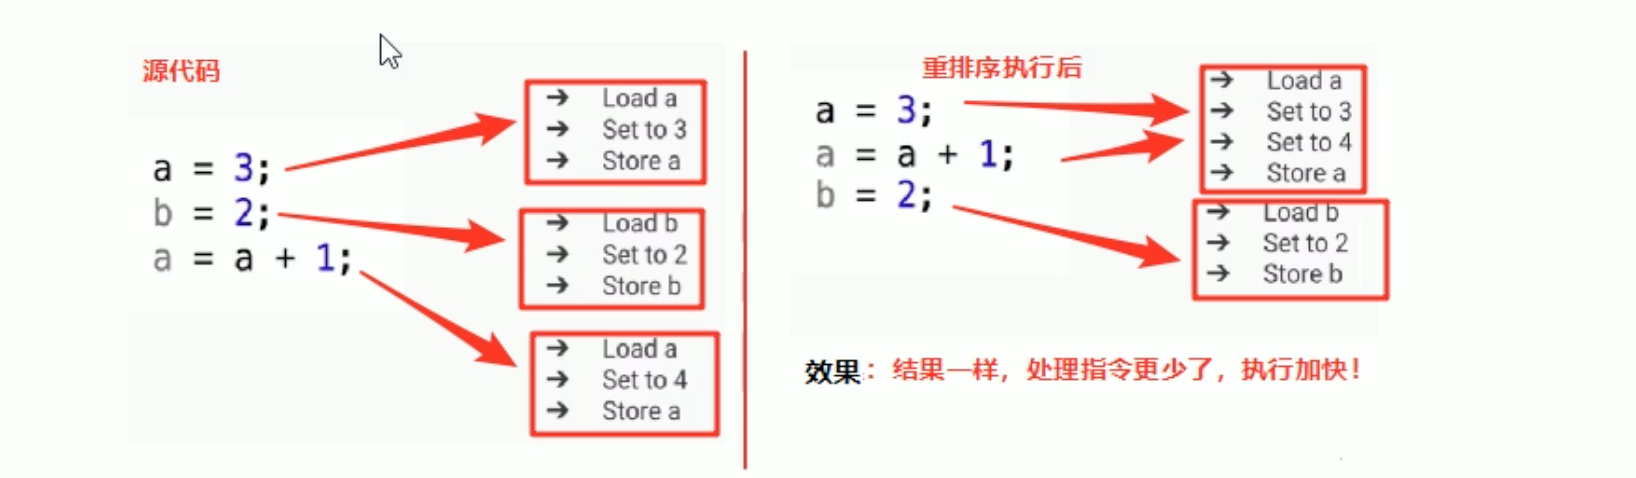 源代码
a = 3;
b = 2;
a = a + 1;
→ Load a
→ Set to 3
→ Store a
→ Load b
→ Set to 2
→ Store b
→ Load a
→ Set to 4
→ Store a
重排序执行后
a = 3;
a = a + 1;
b = 2;
→ Load a
→ Set to 3
→ Set to 4
→ Store a
→ Load b
→ Set to 2
→ Store b
效果：结果一样，处理指令更少了，执行加快！